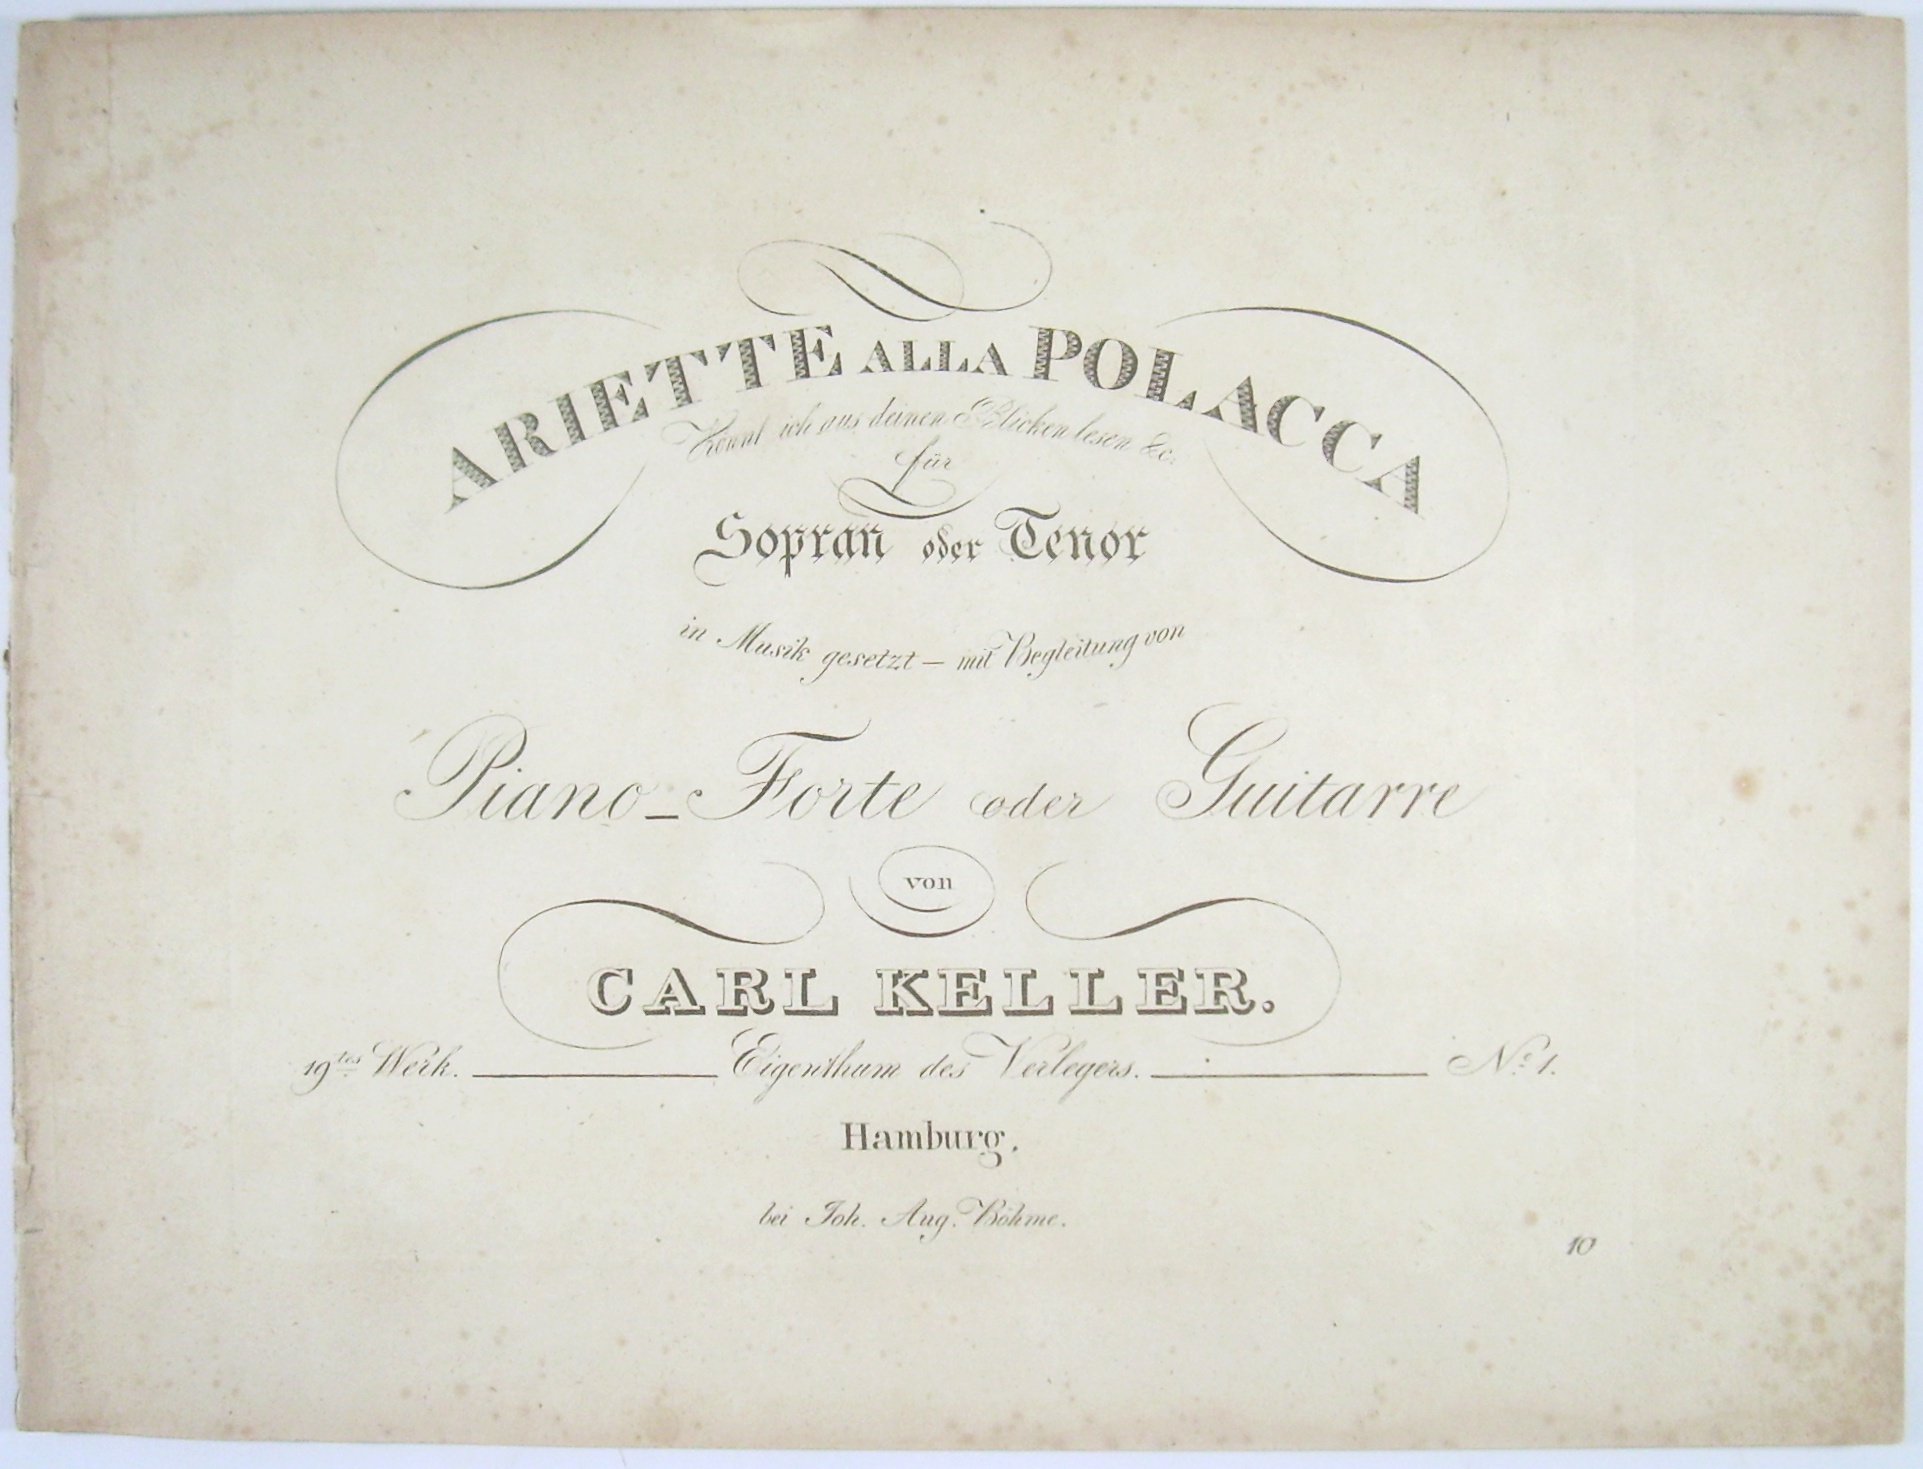 ARIETTE ALLA POLACCA
Könnt ich aus deinen Blicken lesen &c.
für
Sopran oder Tenor
in Musik gesetzt – mit Begleitung von
Piano-Forte oder Guitarre
von
CARL KELLER.
19tes Werk. Eigenthum des Verlegers. No. 1.
Hamburg,
bei Joh. Aug. Böhme.
10